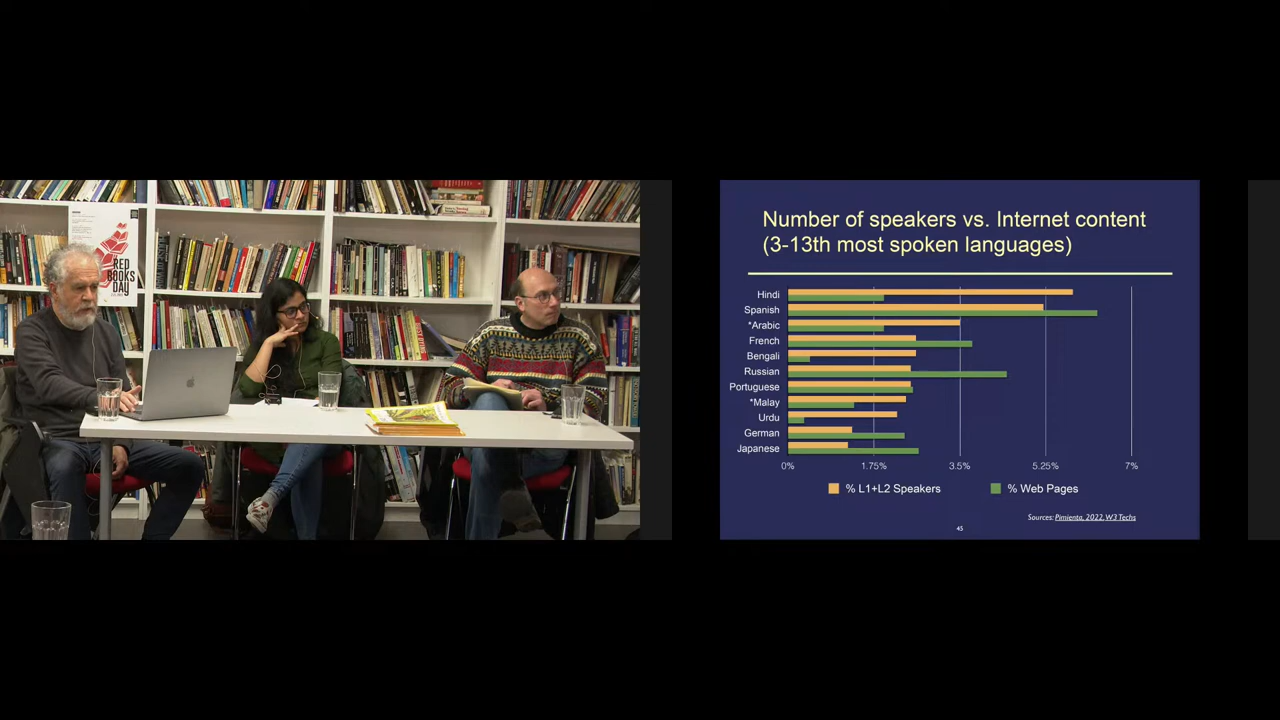 RED
BOOKS
DAY
Number of speakers vs. Internet content
(3-13th most spoken languages)
Hindi
Spanish
*Arabic
French
Bengali
Russian
Portuguese
*Malay
Urdu
German
Japanese
0% 1.75% 3.5% 5.25% 7%
% L1+L2 Speakers % Web Pages
Sources: Pimienta, 2022, W3 Techs
45